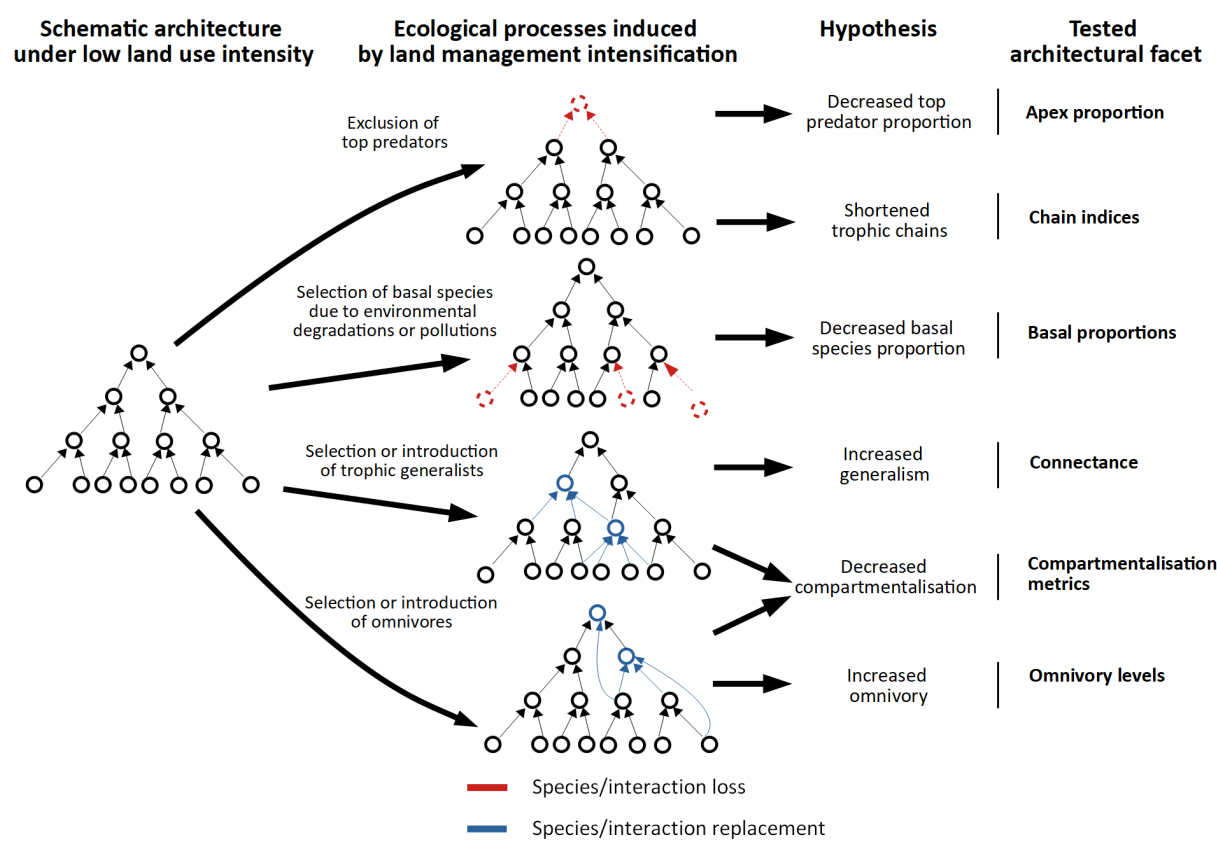 Schematic architecture
under low land use intensity
Ecological processes induced
by land management intensification
Hypothesis
Tested
architectural facet
Exclusion of
top predators
Decreased top
predator proportion
Apex proportion
Shortened
trophic chains
Chain indices
Selection of basal species
due to environmental
degradations or pollutions
Decreased basal
species proportion
Basal proportions
Selection or introduction
of trophic generalists
Increased
generalism
Connectance
Decreased
compartmentalisation
Compartmentalisation
metrics
Selection or introduction
of omnivores
Increased
omnivory
Omnivory levels
Species/interaction loss
Species/interaction replacement